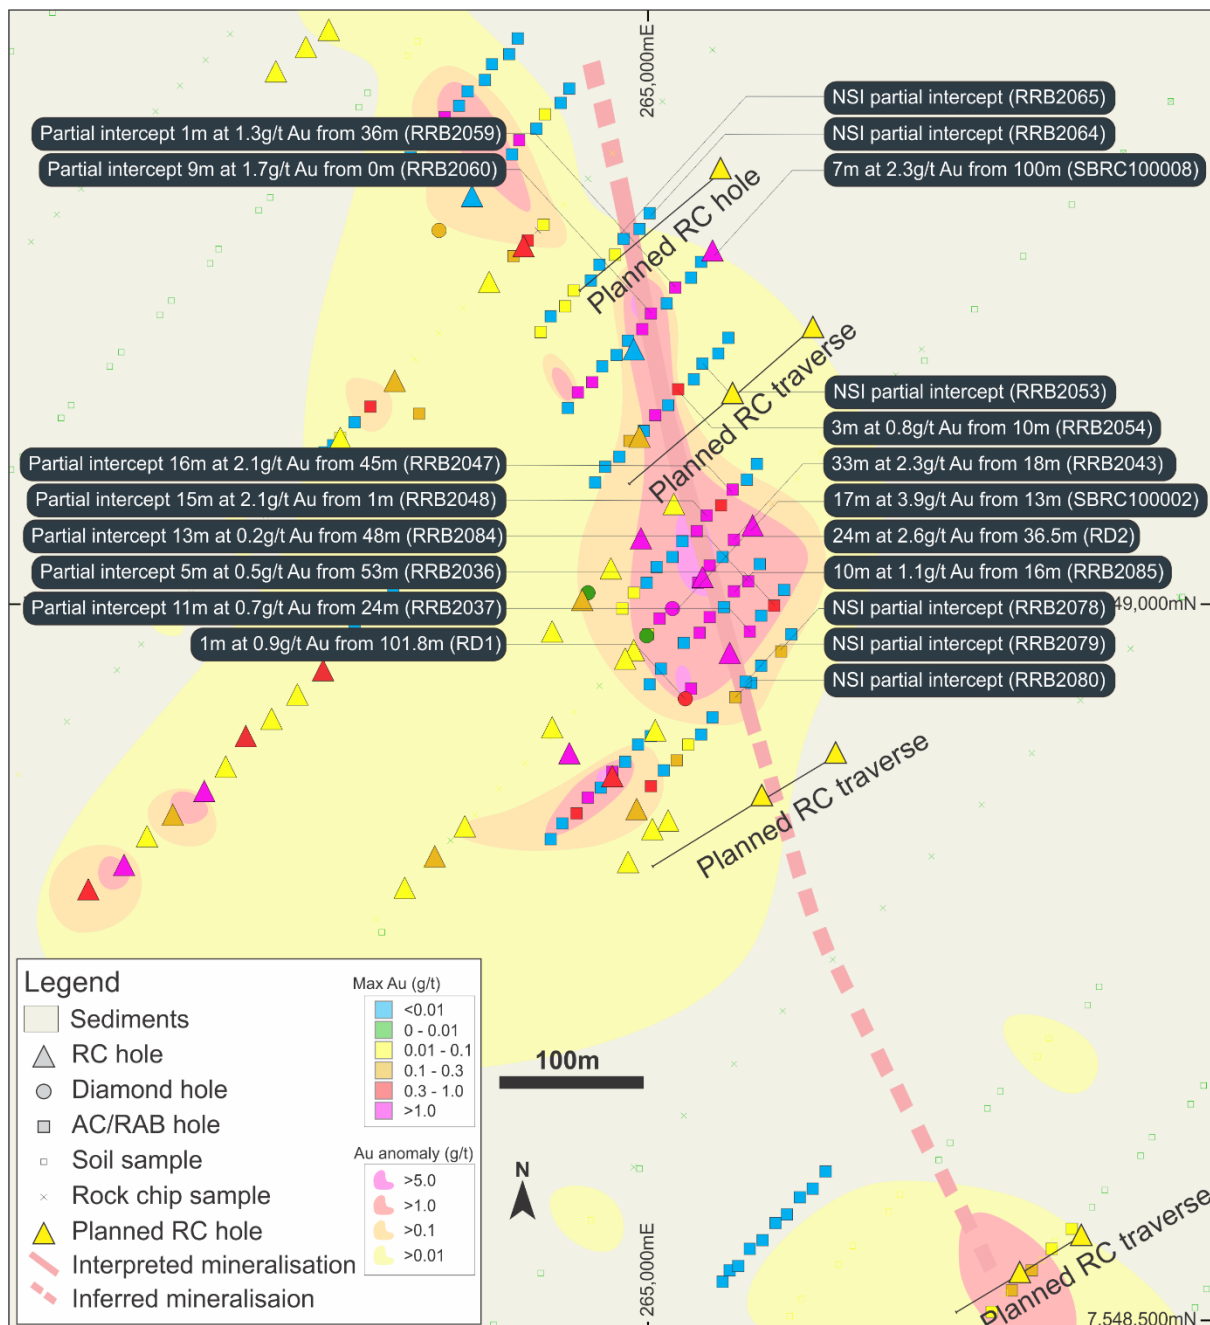 265,000mE
NSI partial intercept (RRB2065)
Partial intercept 1m at 1.3g/t Au from 36m (RRB2059)
NSI partial intercept (RRB2064)
Partial intercept 9m at 1.7g/t Au from 0m (RRB2060)
7m at 2.3g/t Au from 100m (SBRC100008)
Planned RC hole
Planned RC traverse
NSI partial intercept (RRB2053)
3m at 0.8g/t Au from 10m (RRB2054)
Partial intercept 16m at 2.1g/t Au from 45m (RRB2047)
33m at 2.3g/t Au from 18m (RRB2043)
Partial intercept 15m at 2.1g/t Au from 1m (RRB2048)
17m at 3.9g/t Au from 13m (SBRC100002)
Partial intercept 13m at 0.2g/t Au from 48m (RRB2084)
24m at 2.6g/t Au from 36.5m (RD2)
Partial intercept 5m at 0.5g/t Au from 53m (RRB2036)
10m at 1.1g/t Au from 16m (RRB2085)
Partial intercept 11m at 0.7g/t Au from 24m (RRB2037)
NSI partial intercept (RRB2078)
49,000mN
1m at 0.9g/t Au from 101.8m (RD1)
NSI partial intercept (RRB2079)
NSI partial intercept (RRB2080)
Planned RC traverse
Legend
Sediments
RC hole
Diamond hole
AC/RAB hole
Soil sample
Rock chip sample
Planned RC hole
Interpreted mineralisation
Inferred mineralisaion
Max Au (g/t)
<0.01
0 - 0.01
0.01 - 0.1
0.1 - 0.3
0.3 - 1.0
>1.0
Au anomaly (g/t)
>5.0
>1.0
>0.1
>0.01
100m
N
265,000mE
Planned RC traverse
7,548,500mN